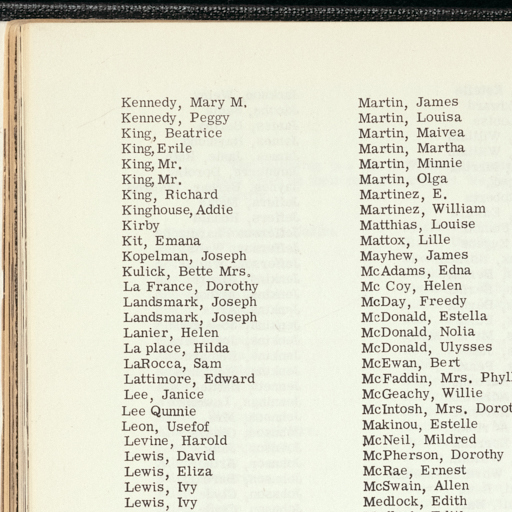 Kennedy, Mary M.
Kennedy, Peggy
King, Beatrice
King, Erile
King, Mr.
King, Mr.
King, Richard
Kinghouse, Addie
Kirby
Kit, Emana
Kopelman, Joseph
Kulick, Bette Mrs.
La France, Dorothy
Landsmark, Joseph
Landsmark, Joseph
Lanier, Helen
La place, Hilda
LaRocca, Sam
Lattimore, Edward
Lee, Janice
Lee Qunnie
Leon, Usefof
Levine, Harold
Lewis, David
Lewis, Eliza
Lewis, Ivy
Lewis, Ivy
Martin, James
Martin, Louisa
Martin, Maivea
Martin, Martha
Martin, Minnie
Martin, Olga
Martinez, E.
Martinez, William
Matthias, Louise
Mattox, Lille
Mayhew, James
McAdams, Edna
Mc Coy, Helen
McDay, Freedy
McDonald, Estella
McDonald, Nolia
McDonald, Ulysses
McEwan, Bert
McFaddin, Mrs. Phyl
McGeachy, Willie
McIntosh, Mrs. Dorot
Makinou, Estelle
McNeil, Mildred
McPherson, Dorothy
McRae, Ernest
McSwain, Allen
Medlock, Edith